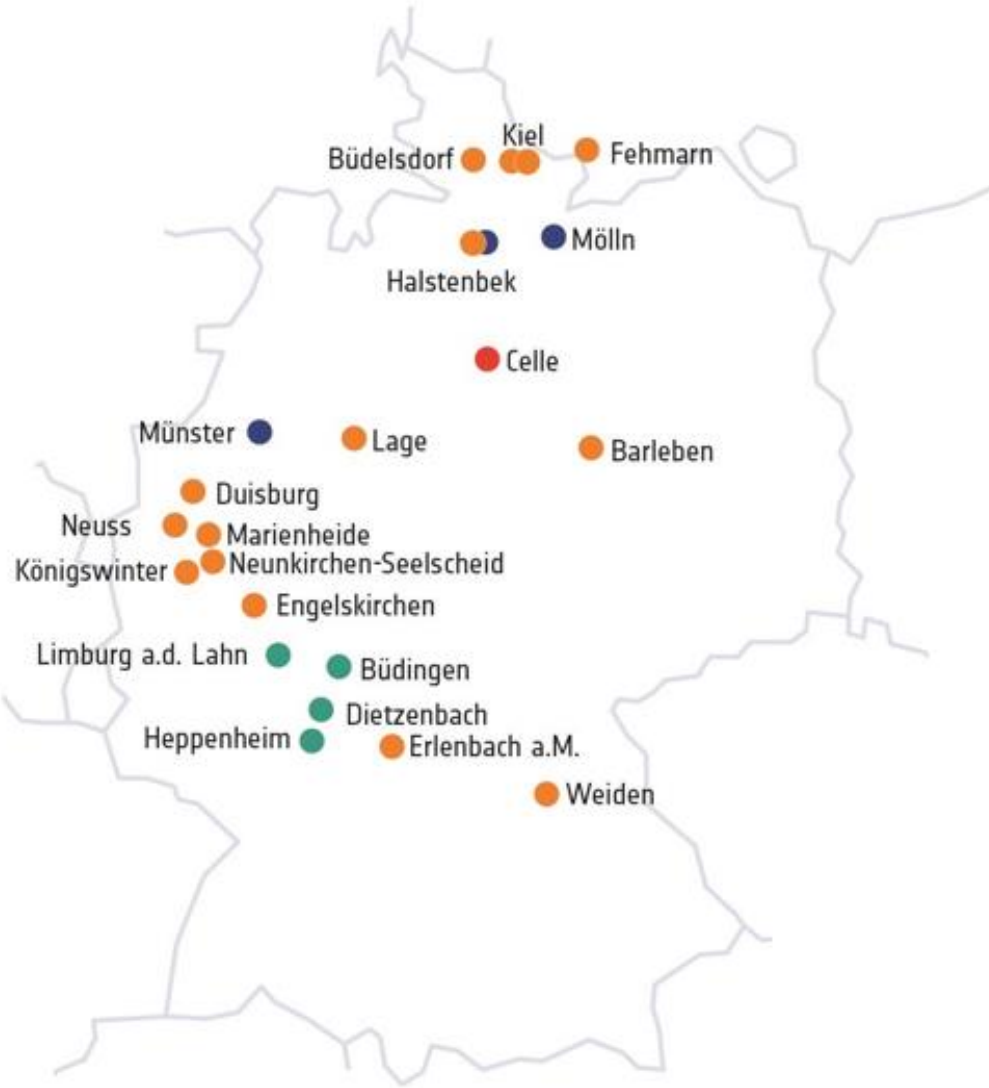 Kiel
Büdelsdorf
Fehmarn
Mölln
Halstenbek
Celle
Münster
Lage
Barleben
Duisburg
Neuss
Marienheide
Neunkirchen-Seelscheid
Königswinter
Engelskirchen
Limburg a.d. Lahn
Büdingen
Dietzenbach
Heppenheim
Erlenbach a.M.
Weiden